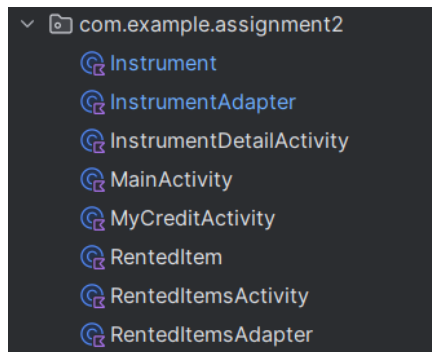 com.example.assignment2
Instrument
InstrumentAdapter
InstrumentDetailActivity
MainActivity
MyCreditActivity
RentedItem
RentedItemsActivity
RentedItemsAdapter